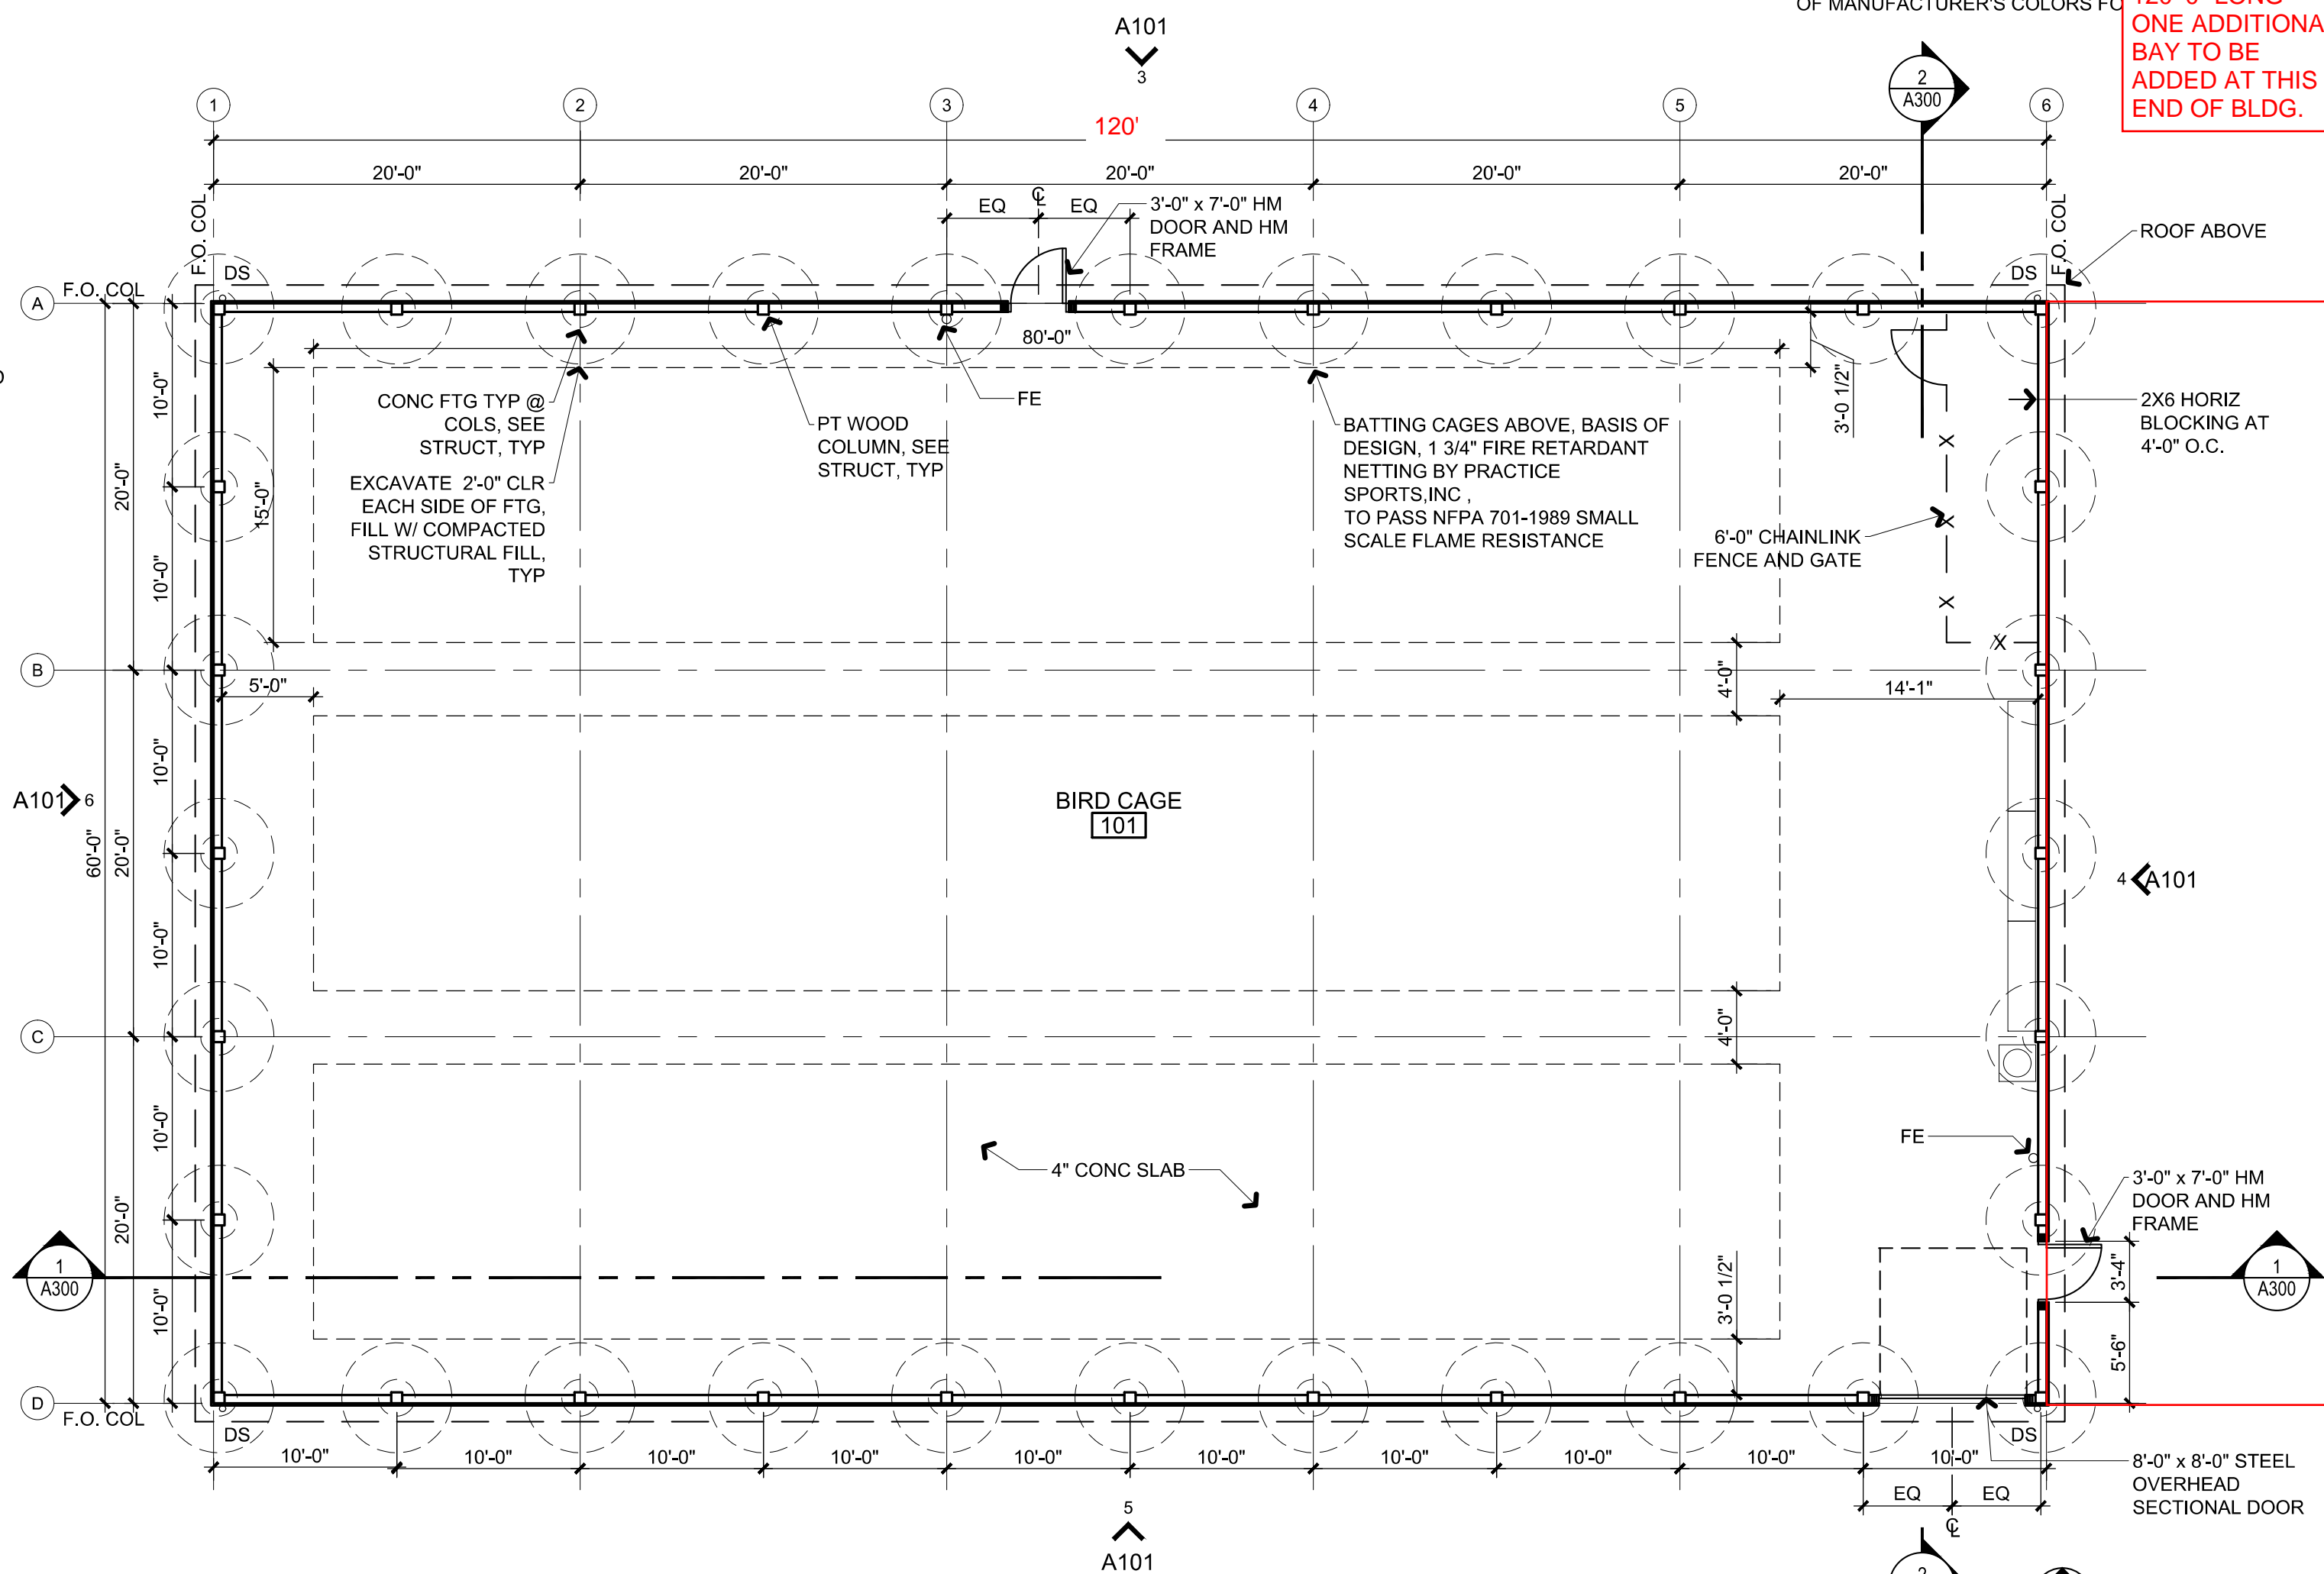 OF MANUFACTURER'S COLORS FO
ONE ADDITIONA
BAY TO BE
ADDED AT THIS
END OF BLDG.
A101
3
2
A300
1
2
3
4
5
6
120'
20'-0"
20'-0"
20'-0"
20'-0"
20'-0"
F.O. COL
F.O. COL
EQ
CL
EQ
3'-0" x 7'-0" HM
DOOR AND HM
FRAME
ROOF ABOVE
DS
DS
A
F.O. COL
80'-0"
10'-0"
20'-0"
15'-0"
10'-0"
CONC FTG TYP @
COLS, SEE
STRUCT, TYP
EXCAVATE 2'-0" CLR
EACH SIDE OF FTG,
FILL W/ COMPACTED
STRUCTURAL FILL,
TYP
PT WOOD
COLUMN, SEE
STRUCT, TYP
FE
BATTING CAGES ABOVE, BASIS OF
DESIGN, 1 3/4" FIRE RETARDANT
NETTING BY PRACTICE
SPORTS,INC ,
TO PASS NFPA 701-1989 SMALL
SCALE FLAME RESISTANCE
3'-0 1/2"
6'-0" CHAINLINK
FENCE AND GATE
X
X
X
X
2X6 HORIZ
BLOCKING AT
4'-0" O.C.
B
5'-0"
4'-0"
14'-1"
10'-0"
A101
6
60'-0"
20'-0"
BIRD CAGE
101
4
A101
10'-0"
C
4'-0"
10'-0"
20'-0"
4" CONC SLAB
FE
3'-0" x 7'-0" HM
DOOR AND HM
FRAME
1
A300
10'-0"
3'-0 1/2"
3'-4"
5'-6"
1
A300
D
F.O. COL
DS
DS
10'-0"
10'-0"
10'-0"
10'-0"
10'-0"
10'-0"
10'-0"
10'-0"
10'-0"
10'-0"
EQ
EQ
CL
8'-0" x 8'-0" STEEL
OVERHEAD
SECTIONAL DOOR
5
A101
2